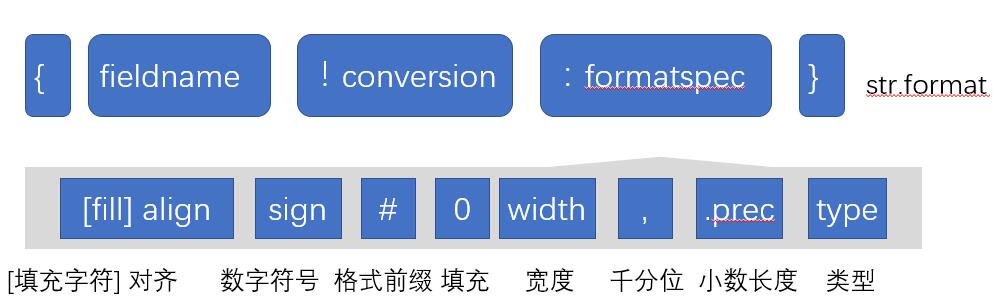 { fieldname ! conversion : formatspec } str.format
[fill] align sign # 0 width , .prec type
[填充字符] 对齐 数字符号 格式前缀 填充 宽度 千分位 小数长度 类型